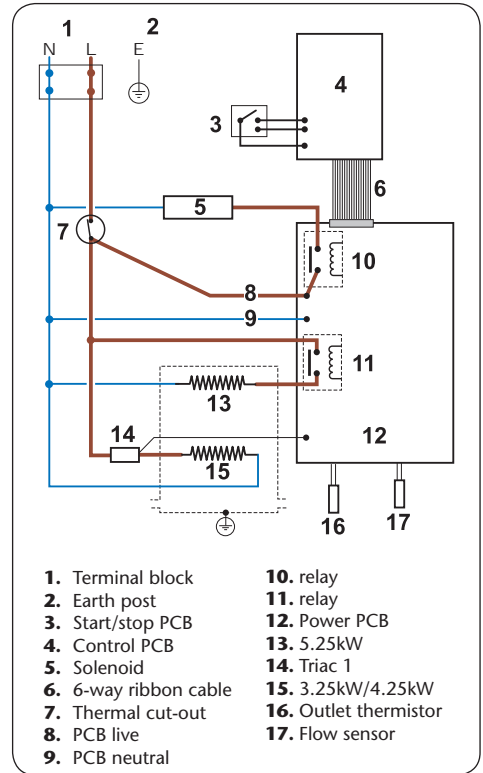 1
2
N
L
E
4
3
6
5
7
10
8
9
11
13
14
12
15
16
17
1. Terminal block
2. Earth post
3. Start/stop PCB
4. Control PCB
5. Solenoid
6. 6-way ribbon cable
7. Thermal cut-out
8. PCB live
9. PCB neutral
10. relay
11. relay
12. Power PCB
13. 5.25kW
14. Triac 1
15. 3.25kW/4.25kW
16. Outlet thermistor
17. Flow sensor